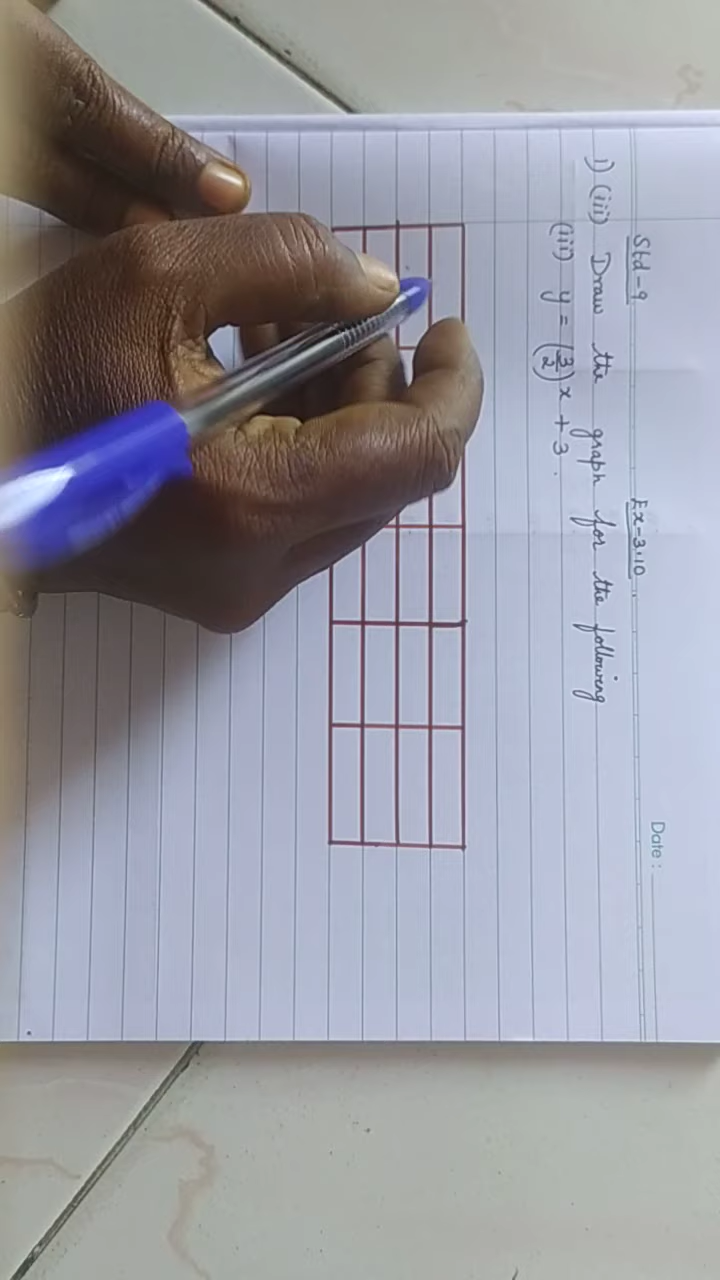 Date :
Std-9 Ex-3.10
1) (iii) Draw the graph for the following
(iii) y = (3/2) x + 3.